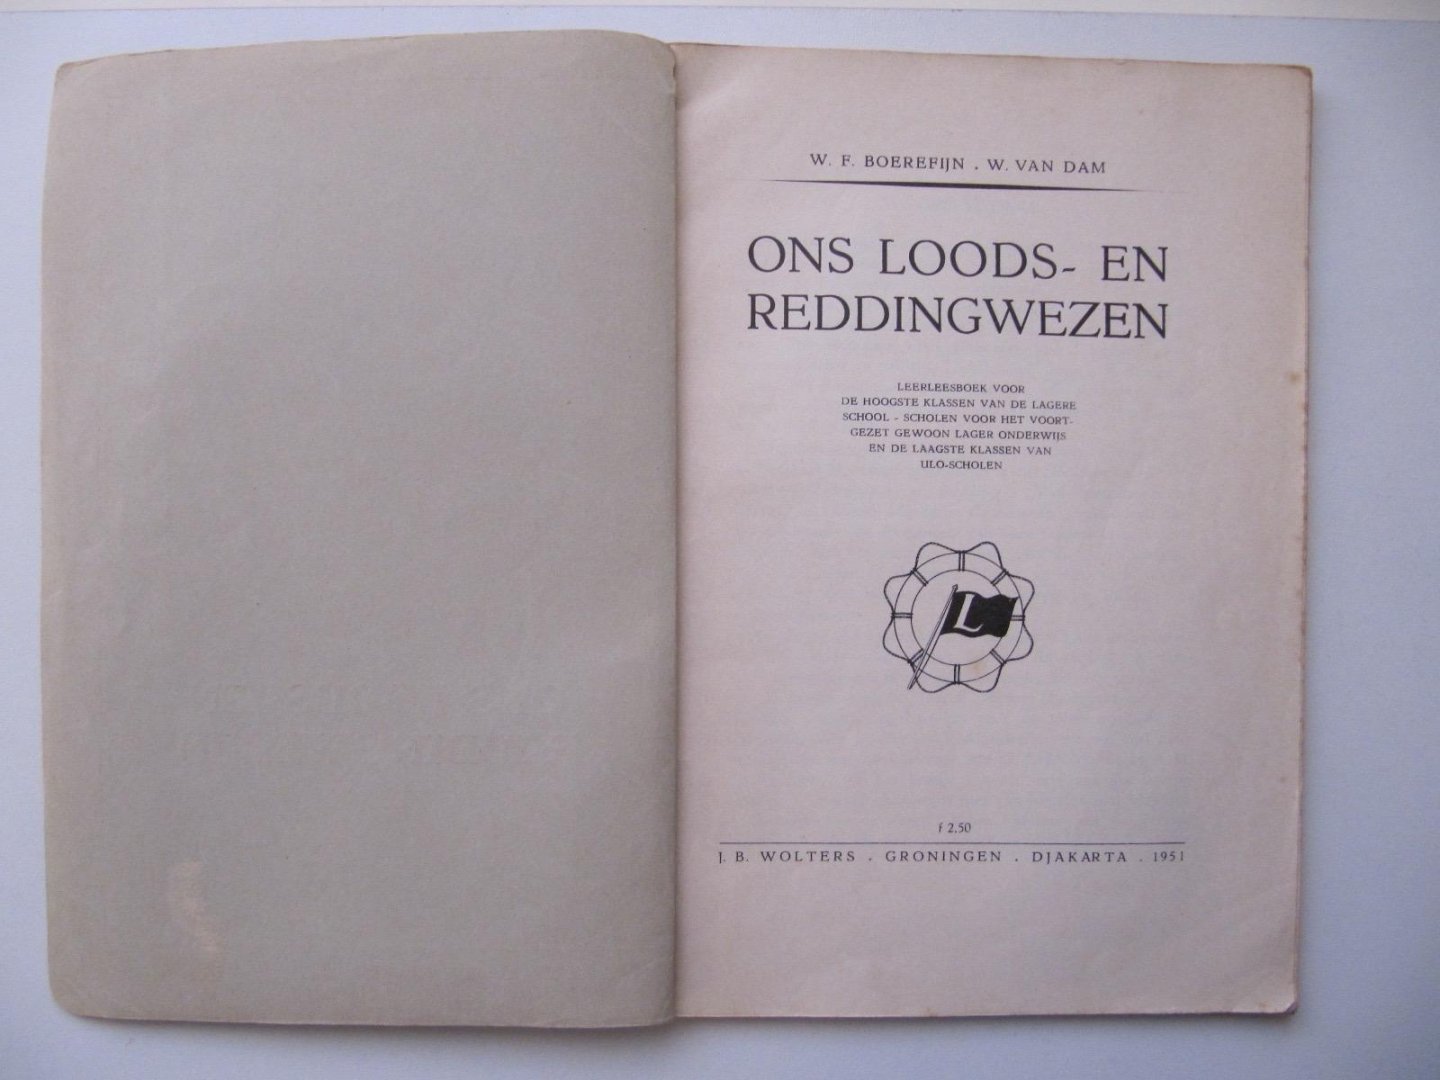 W. F. BOEREFIJN . W. VAN DAM
ONS LOODS- EN
REDDINGWEZEN
LEERLEESBOEK VOOR
DE HOOGSTE KLASSEN VAN DE LAGERE
SCHOOL - SCHOLEN VOOR HET VOORT-
GEZET GEWOON LAGER ONDERWIJS
EN DE LAAGSTE KLASSEN VAN
ULO-SCHOLEN
L
f 2,50
J. B. WOLTERS . GRONINGEN . DJAKARTA . 1951